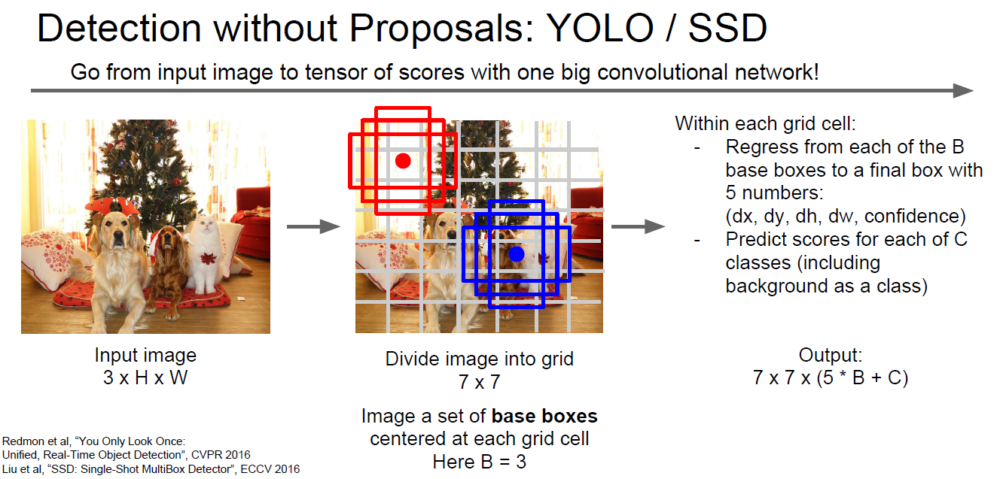 Detection without Proposals: YOLO / SSD
Go from input image to tensor of scores with one big convolutional network!
Input image
3 x H x W
Divide image into grid
7 x 7
Image a set of base boxes
centered at each grid cell
Here B = 3
Within each grid cell:
- Regress from each of the B
base boxes to a final box with
5 numbers:
(dx, dy, dh, dw, confidence)
- Predict scores for each of C
classes (including
background as a class)
Output:
7 x 7 x (5 * B + C)
Redmon et al, “You Only Look Once:
Unified, Real-Time Object Detection”, CVPR 2016
Liu et al, “SSD: Single-Shot MultiBox Detector”, ECCV 2016